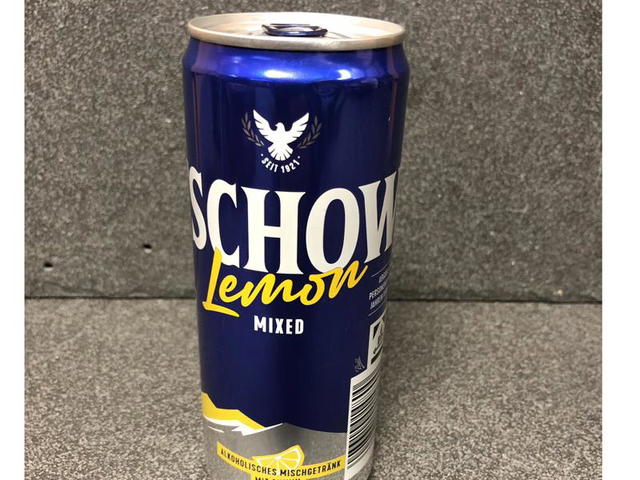 SEIT 1921
SCHOW
Lemon
MIXED
ALKOHOLISCHES MISCHGETRÄNK